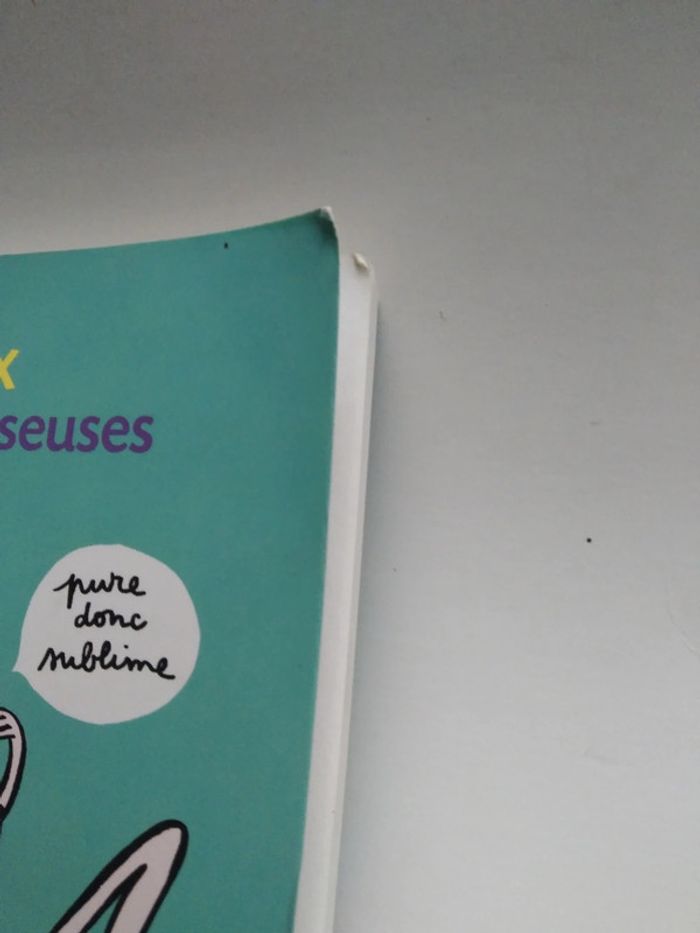 x
seuses
pure
donc
sublime